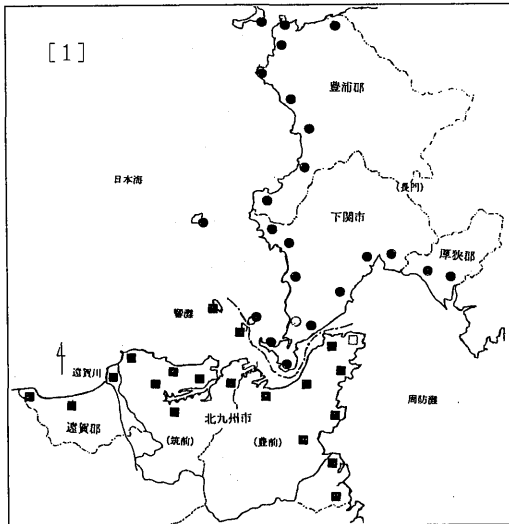 [1]
豊浦郡
日本海
(長門)
下関市
厚狭郡
響灘
遠賀川
周防灘
北九州市
遠賀郡
(筑前)
(豊前)